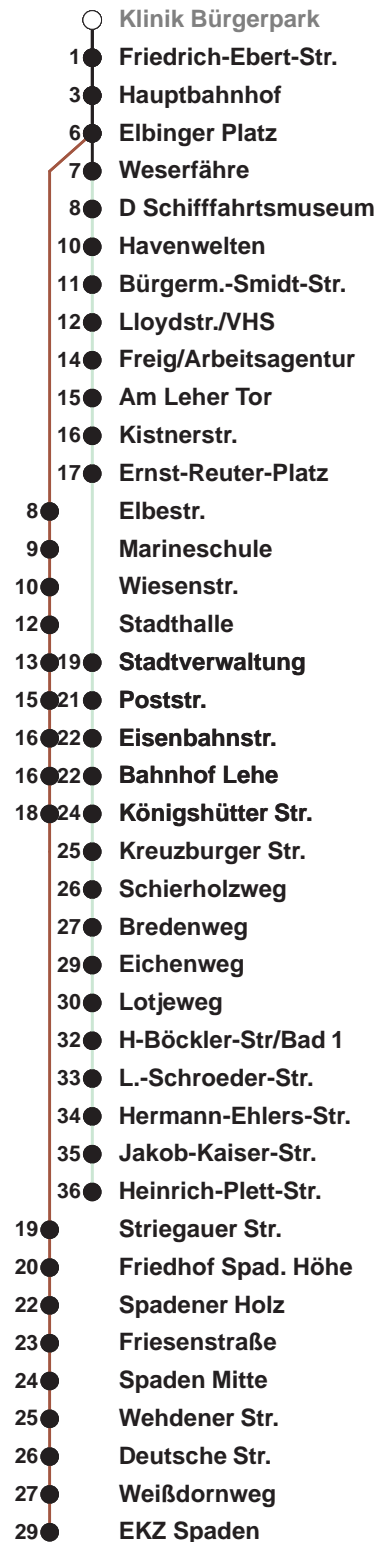 Klinik Bürgerpark
1 Friedrich-Ebert-Str.
3 Hauptbahnhof
6 Elbinger Platz
7 Weserfähre
8 D Schifffahrtsmuseum
10 Havenwelten
11 Bürgerm.-Smidt-Str.
12 Lloydstr./VHS
14 Freig/Arbeitsagentur
15 Am Leher Tor
16 Kistnerstr.
17 Ernst-Reuter-Platz
8 Elbestr.
9 Marineschule
10 Wiesenstr.
12 Stadthalle
13 19 Stadtverwaltung
15 21 Poststr.
16 22 Eisenbahnstr.
16 22 Bahnhof Lehe
18 24 Königshütter Str.
25 Kreuzburger Str.
26 Schierholzweg
27 Bredenweg
29 Eichenweg
30 Lotjeweg
32 H-Böckler-Str/Bad 1
33 L.-Schroeder-Str.
34 Hermann-Ehlers-Str.
35 Jakob-Kaiser-Str.
36 Heinrich-Plett-Str.
19 Striegauer Str.
20 Friedhof Spad. Höhe
22 Spadener Holz
23 Friesenstraße
24 Spaden Mitte
25 Wehdener Str.
26 Deutsche Str.
27 Weißdornweg
29 EKZ Spaden